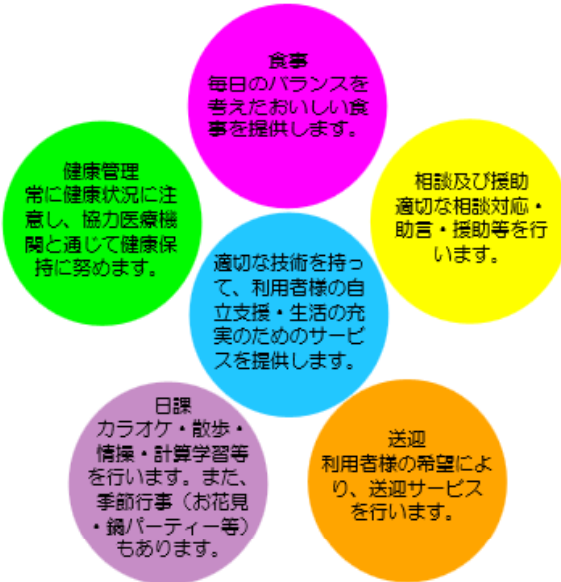 食事
毎日のバランスを
考えたおいしい食
事を提供します。
健康管理
常に健康状況に注
意し、協力医療機
関と通じて健康保
持に努めます。
相談及び援助
適切な相談対応・
助言・援助等を行
います。
適切な技術を持っ
て、利用者様の自
立支援・生活の充
実のためのサービ
スを提供します。
日課
カラオケ・散歩・
情操・計算学習等
を行います。また、
季節行事（お花見
・鍋パーティー等）
もあります。
送迎
利用者様の希望によ
り、送迎サービス
を行います。